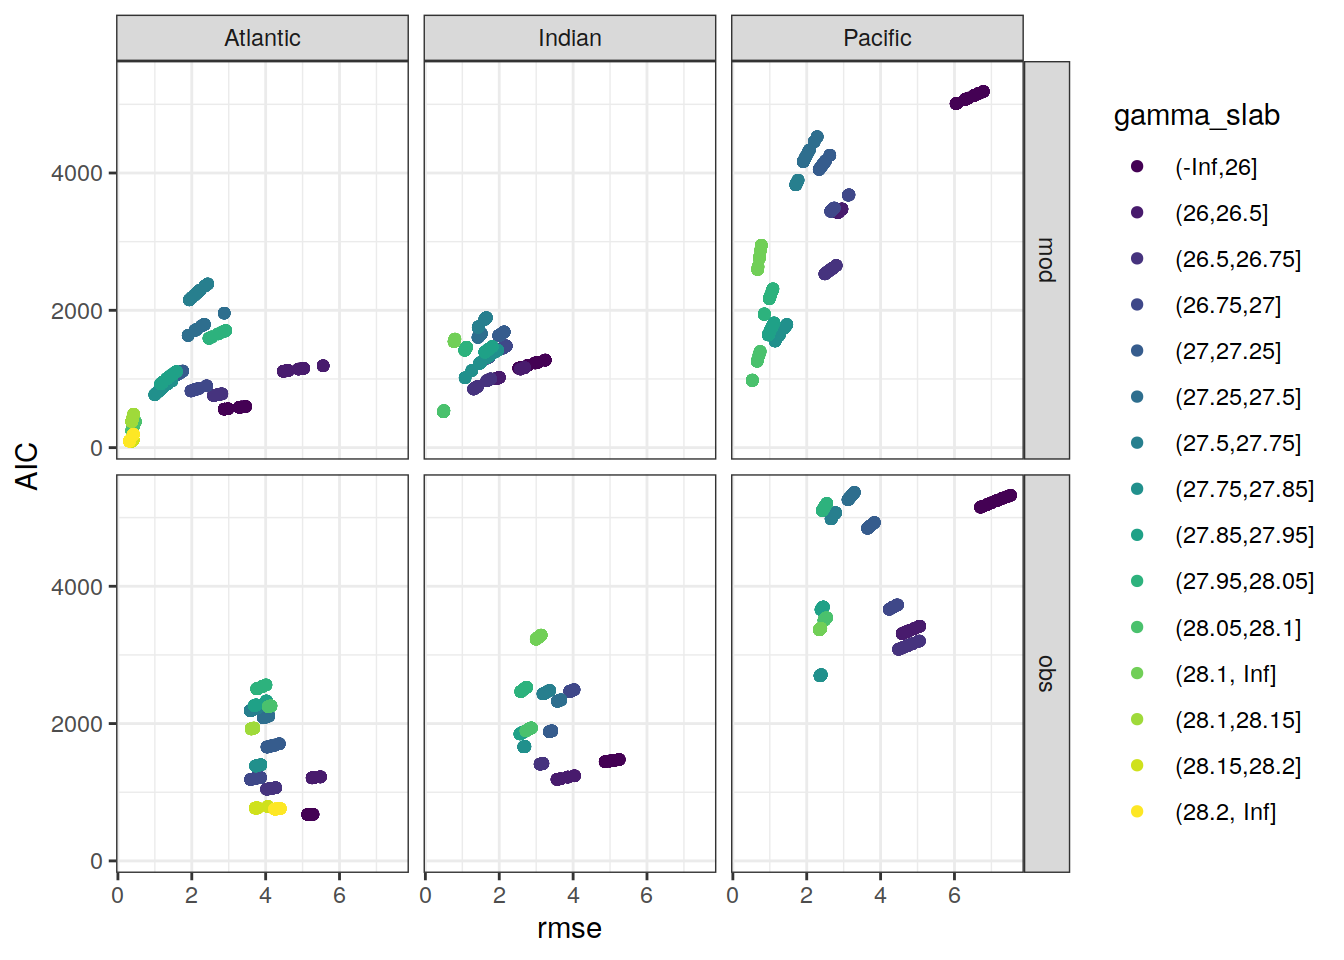 Atlantic
Indian
Pacific
mod
obs
AIC
4000
2000
0
4000
2000
0
0 2 4 6
0 2 4 6
0 2 4 6
rmse
gamma_slab
(-Inf,26]
(26,26.5]
(26.5,26.75]
(26.75,27]
(27,27.25]
(27.25,27.5]
(27.5,27.75]
(27.75,27.85]
(27.85,27.95]
(27.95,28.05]
(28.05,28.1]
(28.1, Inf]
(28.1,28.15]
(28.15,28.2]
(28.2, Inf]